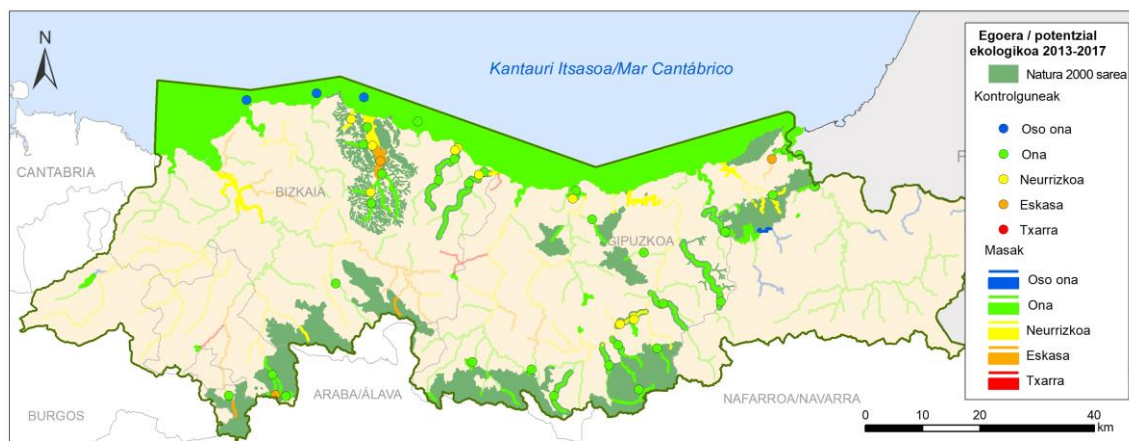 N
Kantauri Itsasoa/Mar Cantábrico
CANTABRIA
BIZKAIA
GIPUZKOA
BURGOS
ARABA/ÁLAVA
NAFARROA/NAVARRA
Egoera / potentzial
ekologikoa 2013-2017
Natura 2000 sarea
Kontrolguneak
Oso ona
Ona
Neurrizkoa
Eskasa
Txarra
Masak
Oso ona
Ona
Neurrizkoa
Eskasa
Txarra
0 10 20 40
km